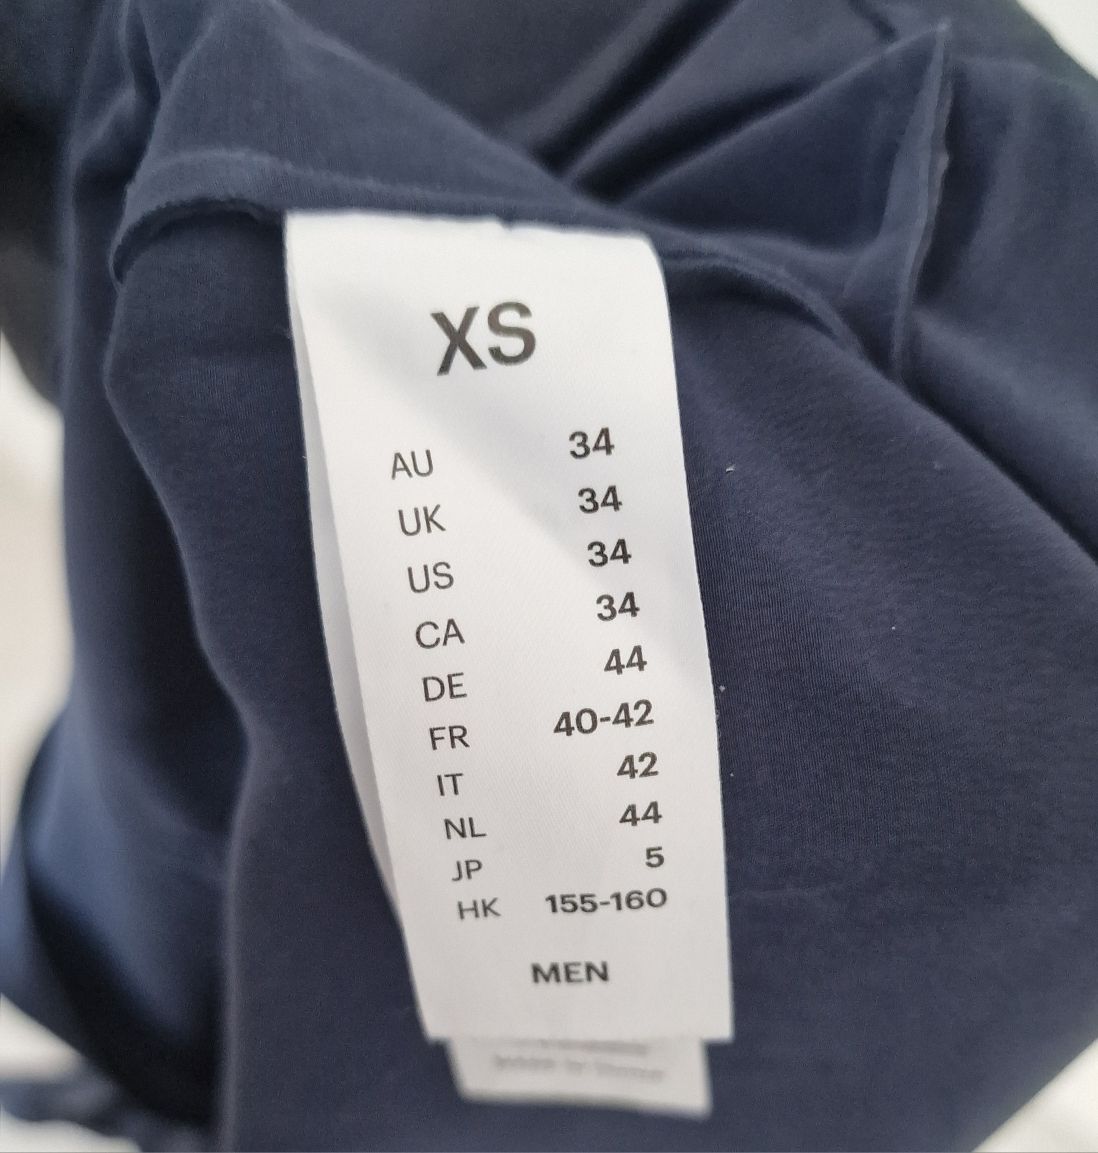 XS
AU 34
UK 34
US 34
CA 34
DE 44
FR 40-42
IT 42
NL 44
JP 5
HK 155-160
MEN